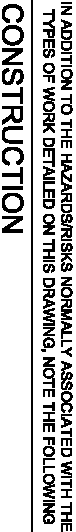 IN ADDITION TO THE HAZARDS/RISKS NORMALLY ASSOCIATED WITH THE
TYPES OF WORK DETAILED ON THIS DRAWING, NOTE THE FOLLOWING
CONSTRUCTION